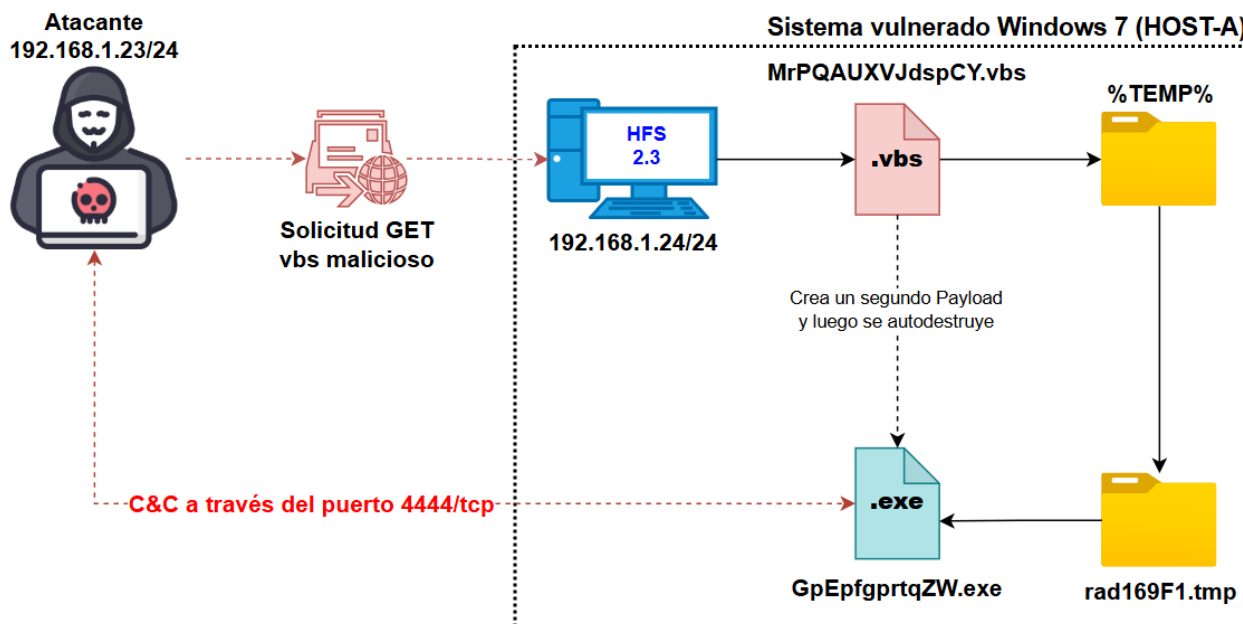 Atacante
192.168.1.23/24
Sistema vulnerado Windows 7 (HOST-A)
MrPQAUXVJdspCY.vbs
%TEMP%
HFS
2.3
.vbs
Solicitud GET
vbs malicioso
192.168.1.24/24
Crea un segundo Payload
y luego se autodestruye
C&C a través del puerto 4444/tcp
.exe
GpEpfgprtqZW.exe
rad169F1.tmp